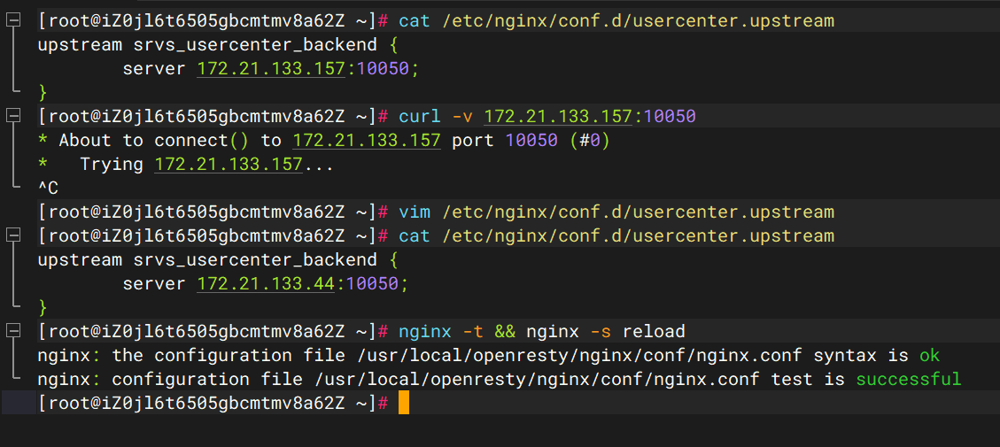 [root@iZ0jl6t6505gbcmtmv8a62Z ~]# cat /etc/nginx/conf.d/usercenter.upstream
upstream srvs_usercenter_backend {
        server 172.21.133.157:10050;
}
[root@iZ0jl6t6505gbcmtmv8a62Z ~]# curl -v 172.21.133.157:10050
* About to connect() to 172.21.133.157 port 10050 (#0)
*   Trying 172.21.133.157...
^C
[root@iZ0jl6t6505gbcmtmv8a62Z ~]# vim /etc/nginx/conf.d/usercenter.upstream
[root@iZ0jl6t6505gbcmtmv8a62Z ~]# cat /etc/nginx/conf.d/usercenter.upstream
upstream srvs_usercenter_backend {
        server 172.21.133.44:10050;
}
[root@iZ0jl6t6505gbcmtmv8a62Z ~]# nginx -t && nginx -s reload
nginx: the configuration file /usr/local/openresty/nginx/conf/nginx.conf syntax is ok
nginx: configuration file /usr/local/openresty/nginx/conf/nginx.conf test is successful
[root@iZ0jl6t6505gbcmtmv8a62Z ~]#